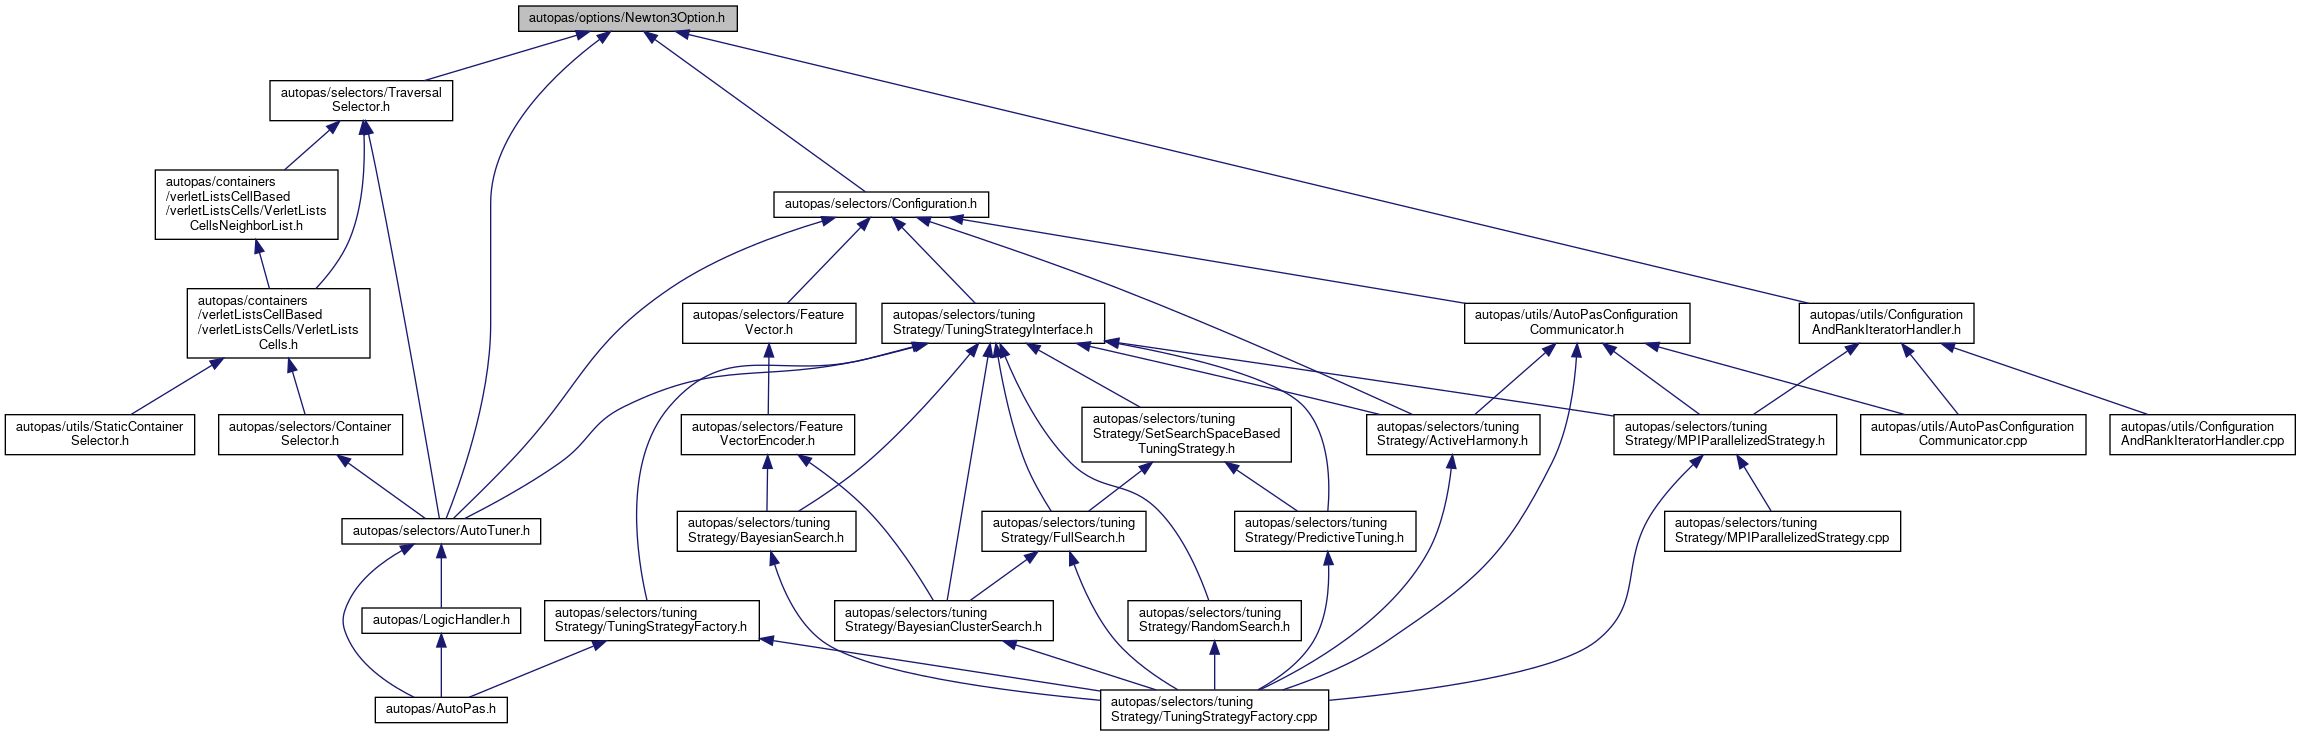 autopas/options/Newton3Option.h
autopas/selectors/Traversal
Selector.h
autopas/containers
/verletListsCellBased
/verletListsCells/VerletLists
CellsNeighborList.h
autopas/selectors/Configuration.h
autopas/containers
/verletListsCellBased
/verletListsCells/VerletLists
Cells.h
autopas/selectors/Feature
Vector.h
autopas/selectors/tuning
Strategy/TuningStrategyInterface.h
autopas/utils/AutoPasConfiguration
Communicator.h
autopas/utils/Configuration
AndRankIteratorHandler.h
autopas/utils/StaticContainer
Selector.h
autopas/selectors/Container
Selector.h
autopas/selectors/Feature
VectorEncoder.h
autopas/selectors/tuning
Strategy/SetSearchSpaceBased
TuningStrategy.h
autopas/selectors/tuning
Strategy/ActiveHarmony.h
autopas/selectors/tuning
Strategy/MPIParallelizedStrategy.h
autopas/utils/AutoPasConfiguration
Communicator.cpp
autopas/utils/Configuration
AndRankIteratorHandler.cpp
autopas/selectors/AutoTuner.h
autopas/selectors/tuning
Strategy/BayesianSearch.h
autopas/selectors/tuning
Strategy/FullSearch.h
autopas/selectors/tuning
Strategy/PredictiveTuning.h
autopas/selectors/tuning
Strategy/MPIParallelizedStrategy.cpp
autopas/LogicHandler.h
autopas/selectors/tuning
Strategy/TuningStrategyFactory.h
autopas/selectors/tuning
Strategy/BayesianClusterSearch.h
autopas/selectors/tuning
Strategy/RandomSearch.h
autopas/AutoPas.h
autopas/selectors/tuning
Strategy/TuningStrategyFactory.cpp